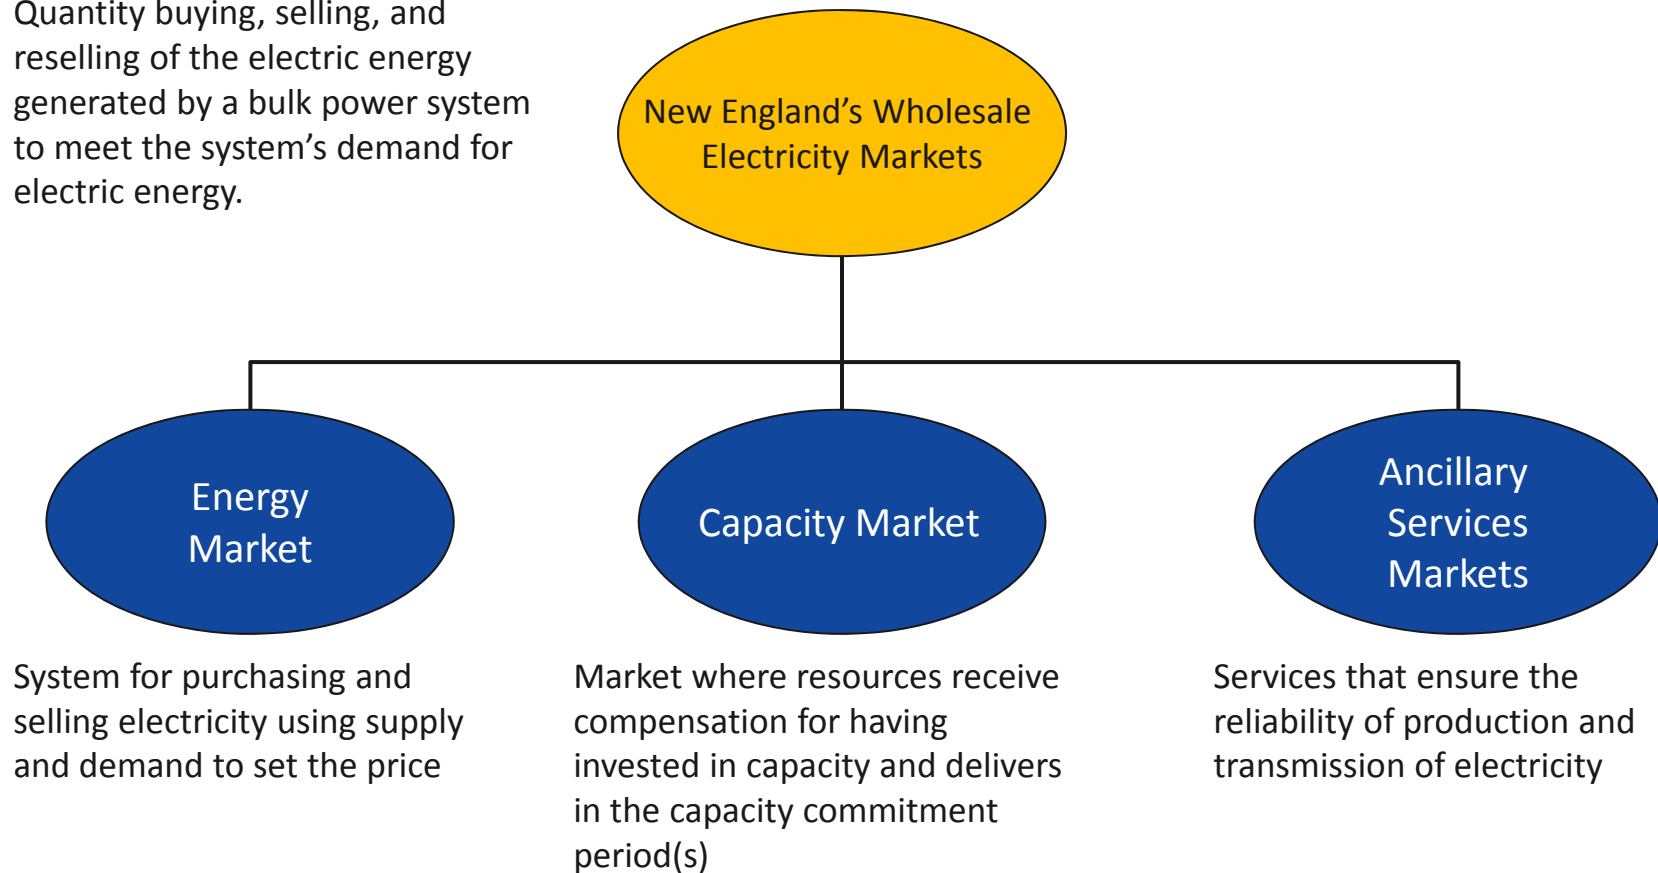 Quantity buying, selling, and
reselling of the electric energy
generated by a bulk power system
to meet the system's demand for
electric energy.
New England's Wholesale
Electricity Markets
Energy
Market
Capacity Market
Ancillary
Services
Markets
System for purchasing and
selling electricity using supply
and demand to set the price
Market where resources receive
compensation for having
invested in capacity and delivers
in the capacity commitment
period(s)
Services that ensure the
reliability of production and
transmission of electricity